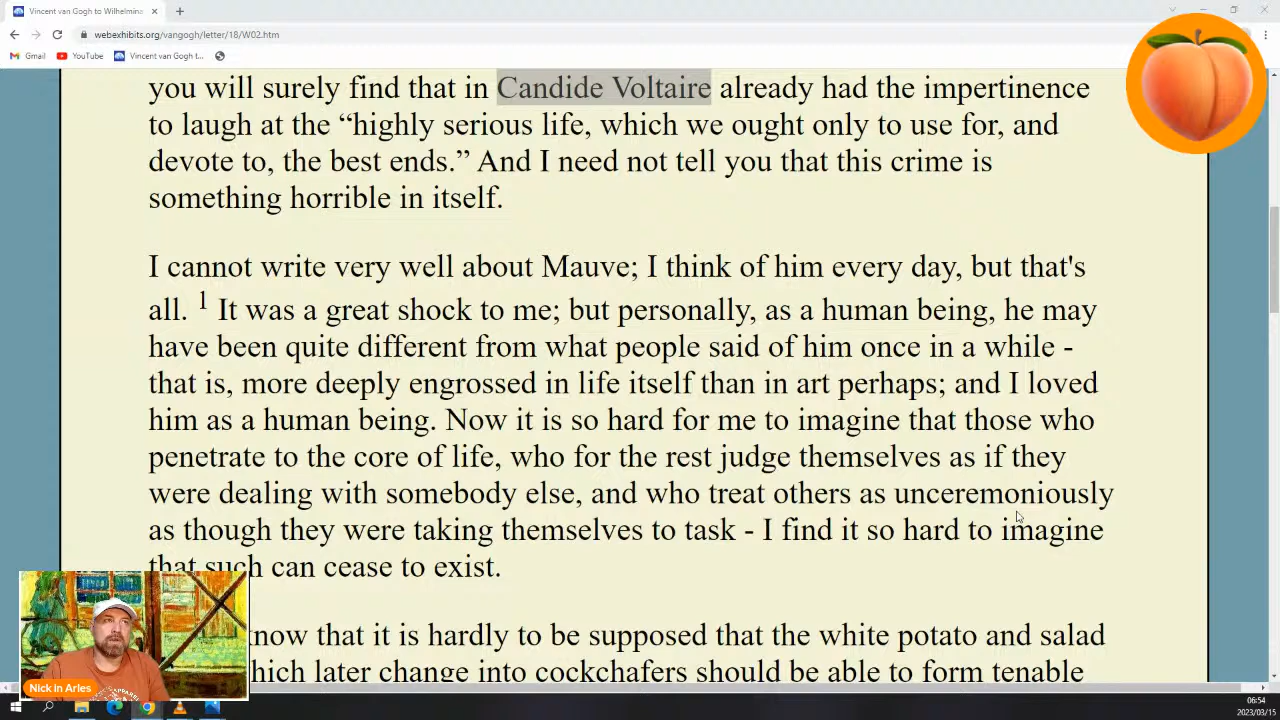 Vincent van Gogh to Wilhelmina
webexhibits.org/vangogh/letter/18/W02.htm
Gmail
YouTube
Vincent van Gogh t...
you will surely find that in Candide Voltaire already had the impertinence
to laugh at the “highly serious life, which we ought only to use for, and
devote to, the best ends.” And I need not tell you that this crime is
something horrible in itself.
I cannot write very well about Mauve; I think of him every day, but that's
all. 1 It was a great shock to me; but personally, as a human being, he may
have been quite different from what people said of him once in a while -
that is, more deeply engrossed in life itself than in art perhaps; and I loved
him as a human being. Now it is so hard for me to imagine that those who
penetrate to the core of life, who for the rest judge themselves as if they
were dealing with somebody else, and who treat others as unceremoniously
as though they were taking themselves to task - I find it so hard to imagine
that such can cease to exist.
now that it is hardly to be supposed that the white potato and salad
hich later change into cockchafers should be able to form tenable
Nick in Arles
06:54
2023/03/15